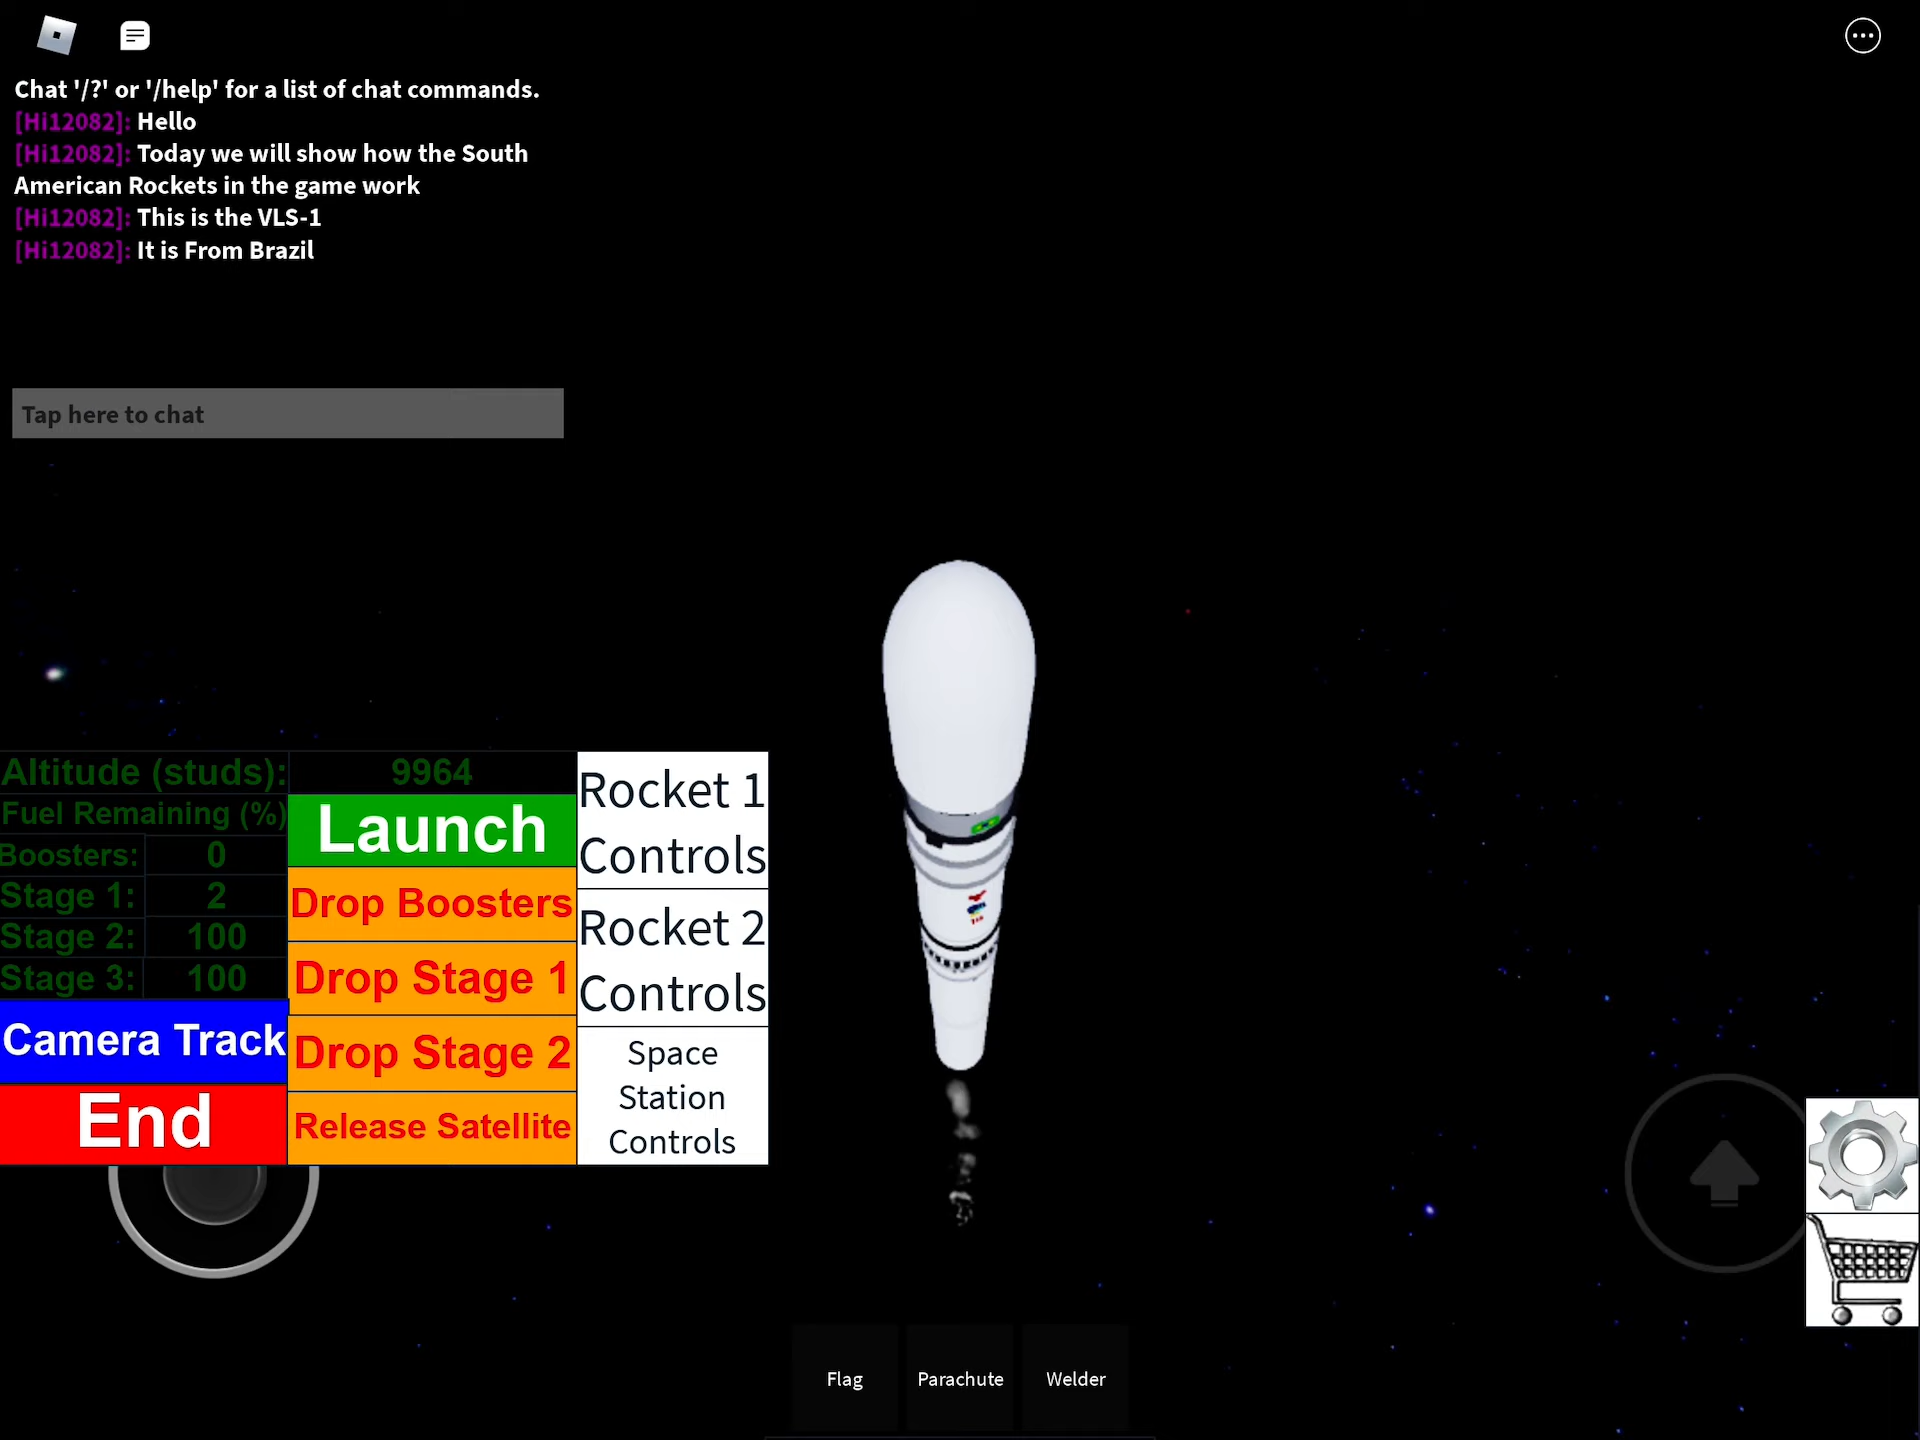 Chat '/?' or '/help' for a list of chat commands.
[Hi12082]: Hello
[Hi12082]: Today we will show how the South
American Rockets in the game work
[Hi12082]: This is the VLS-1
[Hi12082]: It is From Brazil
Tap here to chat
Altitude (studs): 9964
Fuel Remaining (%)
Boosters: 0
Stage 1: 2
Stage 2: 100
Stage 3: 100
Camera Track
End
Launch
Drop Boosters
Drop Stage 1
Drop Stage 2
Release Satellite
Rocket 1
Controls
Rocket 2
Controls
Space
Station
Controls
Flag
Parachute
Welder